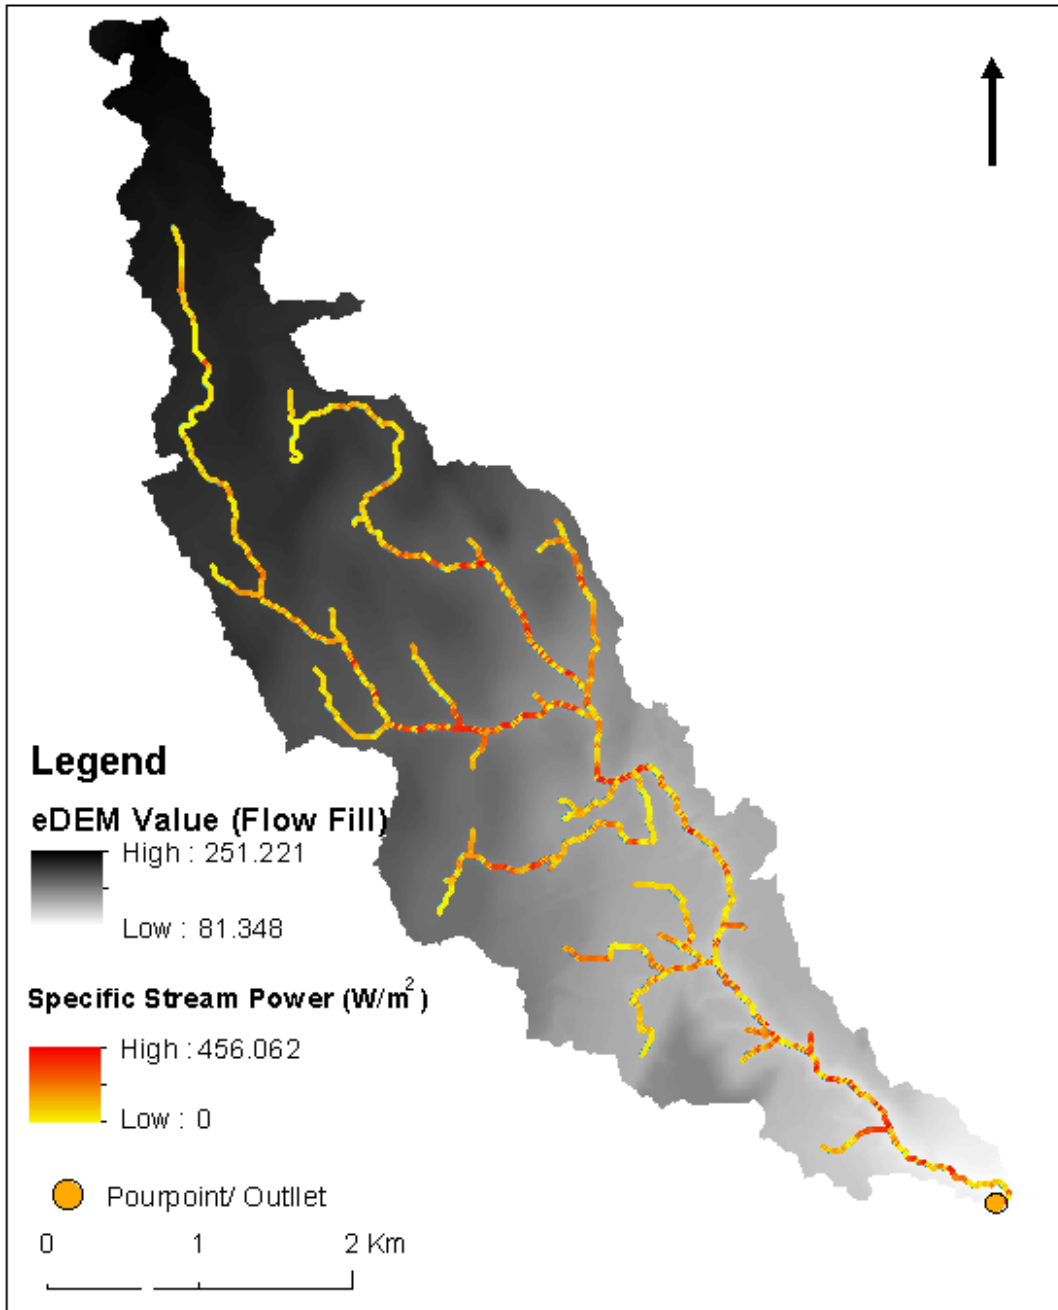 Legend
eDEM Value (Flow Fill)
High : 251.221
Low : 81.348
Specific Stream Power (W/m²)
High : 456.062
Low : 0
Pourpoint/ Outllet
0 1 2 Km